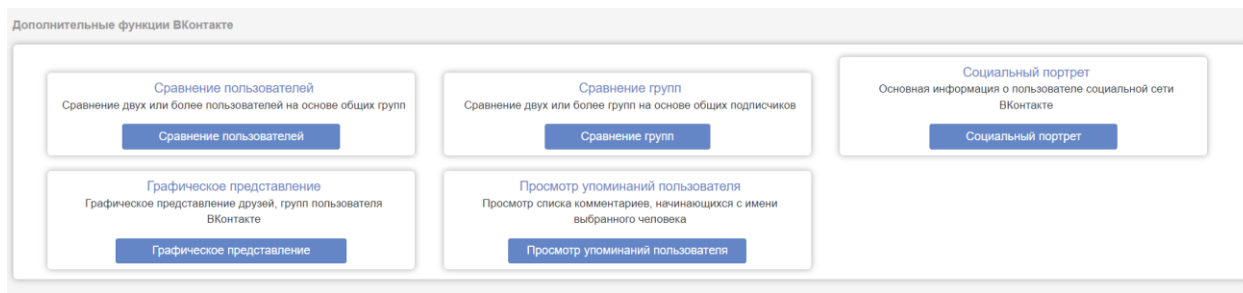 Дополнительные функции ВКонтакте
Сравнение пользователей
Сравнение двух или более пользователей на основе общих групп
Сравнение пользователей
Сравнение групп
Сравнение двух или более групп на основе общих подписчиков
Сравнение групп
Социальный портрет
Основная информация о пользователе социальной сети
ВКонтакте
Социальный портрет
Графическое представление
Графическое представление друзей, групп пользователя
ВКонтакте
Графическое представление
Просмотр упоминаний пользователя
Просмотр списка комментариев, начинающихся с имени
выбранного человека
Просмотр упоминаний пользователя